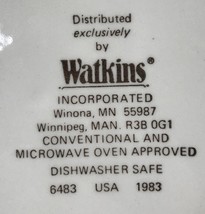 Distributed
exclusively
by
Watkins®
INCORPORATED
Winona, MN 55987
Winnipeg, MAN. R3B 0G1
CONVENTIONAL AND
MICROWAVE OVEN APPROVED
DISHWASHER SAFE
6483 USA 1983